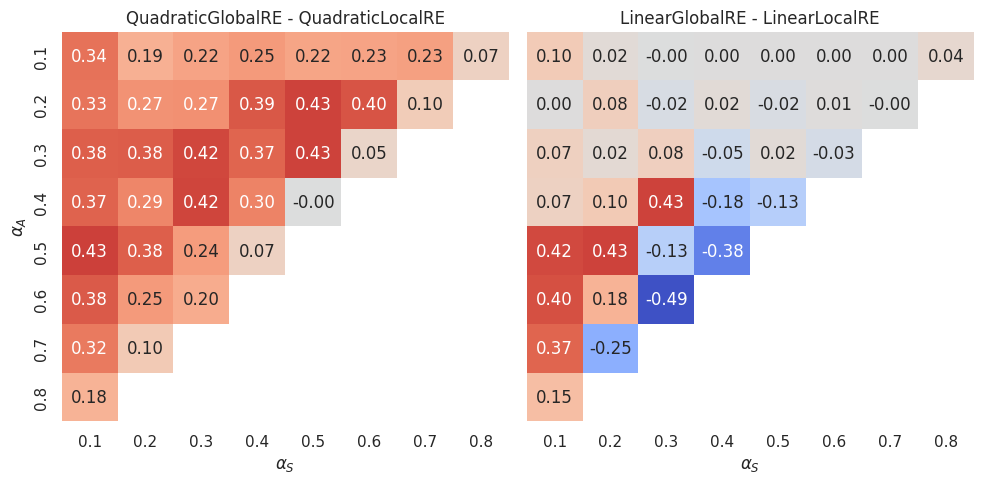 QuadraticGlobalRE - QuadraticLocalRE
0.1 0.34 0.19 0.22 0.25 0.22 0.23 0.23 0.07
0.2 0.33 0.27 0.27 0.39 0.43 0.40 0.10
0.3 0.38 0.38 0.42 0.37 0.43 0.05
0.4 0.37 0.29 0.42 0.30 -0.00
0.5 0.43 0.38 0.24 0.07
0.6 0.38 0.25 0.20
0.7 0.32 0.10
0.8 0.18
α_A
0.1 0.2 0.3 0.4 0.5 0.6 0.7 0.8
α_S
LinearGlobalRE - LinearLocalRE
0.10 0.02 -0.00 0.00 0.00 0.00 0.00 0.04
0.00 0.08 -0.02 0.02 -0.02 0.01 -0.00
0.07 0.02 0.08 -0.05 0.02 -0.03
0.07 0.10 0.43 -0.18 -0.13
0.42 0.43 -0.13 -0.38
0.40 0.18 -0.49
0.37 -0.25
0.15
0.1 0.2 0.3 0.4 0.5 0.6 0.7 0.8
α_S